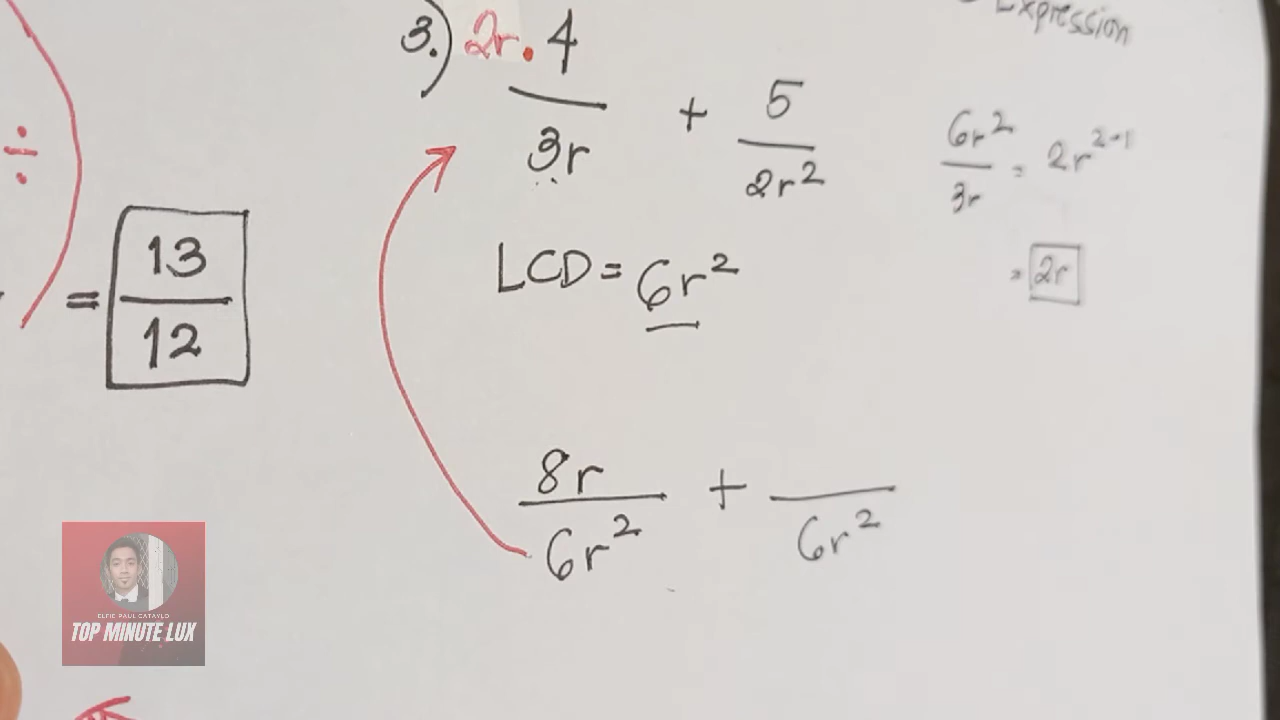 Expression
3.) 2r . 4 / 3r + 5 / 2r²
6r² / 3r = 2r²⁻¹
= 2r
÷
= 13 / 12
LCD = 6r²
8r / 6r² + / 6r²
ELFIE PAUL CATAYLO
TOP MINUTE LUX